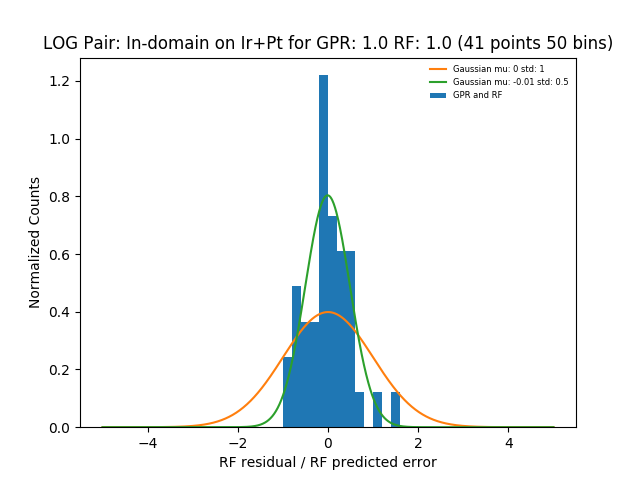 LOG Pair: In-domain on Ir+Pt for GPR: 1.0 RF: 1.0 (41 points 50 bins)
Gaussian mu: 0 std: 1
Gaussian mu: -0.01 std: 0.5
GPR and RF
1.2
1.0
0.8
0.6
0.4
0.2
0.0
Normalized Counts
−4 −2 0 2 4
RF residual / RF predicted error